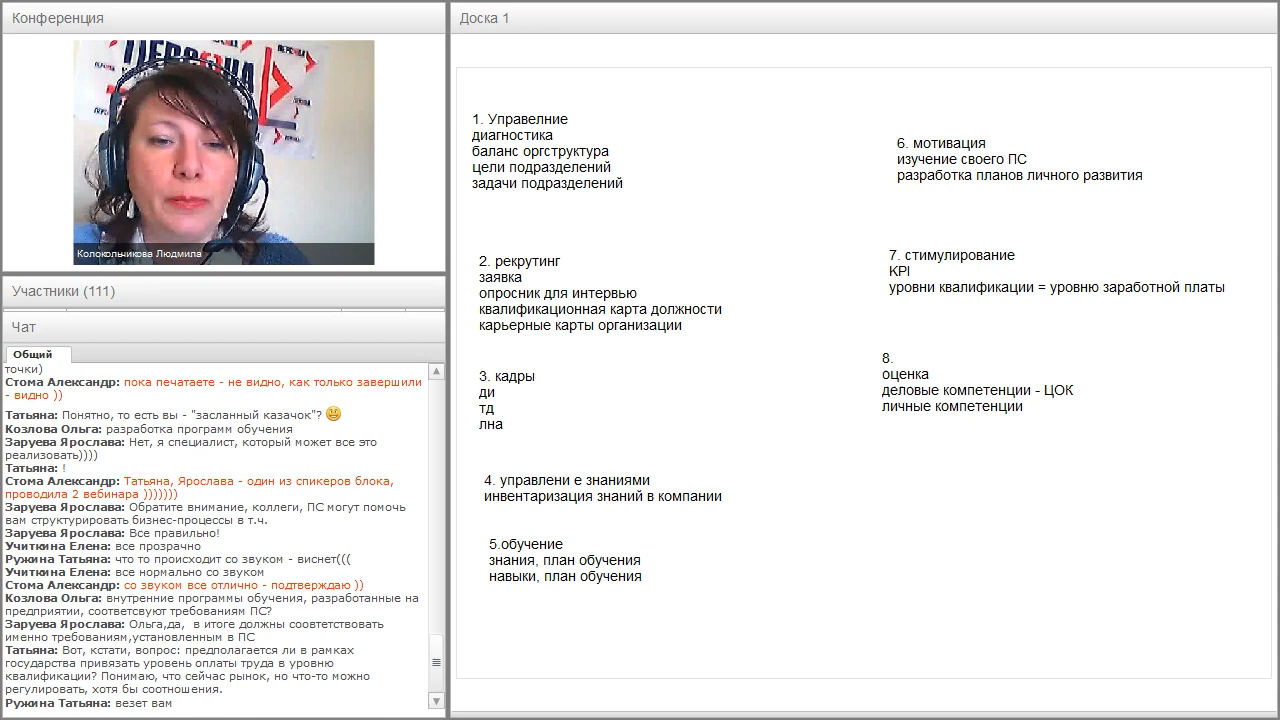 Конференция
ПЕРСОНА
Колокольчикова Людмила
Участники (111)
Чат
Общий
точки)
Стома Александр: пока печатаете - не видно, как только завершили
- видно ))
Татьяна: Понятно, то есть вы - "засланный казачок"?
Козлова Ольга: разработка программ обучения
Заруева Ярослава: Нет, я специалист, который может все это
реализовать))))
Татьяна: !
Стома Александр: Татьяна, Ярослава - один из спикеров блока,
проводила 2 вебинара )))))))
Заруева Ярослава: Обратите внимание, коллеги, ПС могут помочь
вам структурировать бизнес-процессы в т.ч.
Заруева Ярослава: Все правильно!
Учиткина Елена: все прозрачно
Ружина Татьяна: что то происходит со звуком - виснет(((
Учиткина Елена: все нормально со звуком
Стома Александр: со звуком все отлично - подтверждаю ))
Козлова Ольга: внутренние программы обучения, разработанные на
предприятии, соответсвуют требованиям ПС?
Заруева Ярослава: Ольга,да, в итоге должны соовтетствовать
именно требованиям,установленным в ПС
Татьяна: Вот, кстати, вопрос: предполагается ли в рамках
государства привязать уровень оплаты труда в уровню
квалификации? Понимаю, что сейчас рынок, но что-то можно
регулировать, хотя бы соотношения.
Ружина Татьяна: везет вам
Доска 1
1. Управелние
диагностика
баланс оргструктура
цели подразделений
задачи подразделений
2. рекрутинг
заявка
опросник для интервью
квалификационная карта должности
карьерные карты организации
3. кадры
ди
тд
лна
4. управлени е знаниями
инвентаризация знаний в компании
5.обучение
знания, план обучения
навыки, план обучения
6. мотивация
изучение своего ПС
разработка планов личного развития
7. стимулирование
KPI
уровни квалификации = уровню заработной платы
8.
оценка
деловые компетенции - ЦОК
личные компетенции